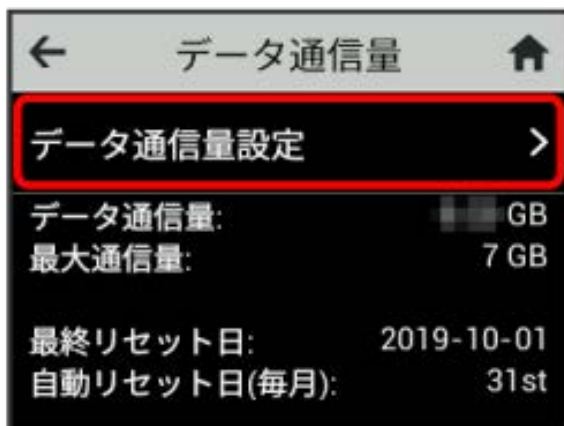 データ通信量
データ通信量設定
データ通信量: GB
最大通信量: 7 GB
最終リセット日: 2019-10-01
自動リセット日(毎月): 31st